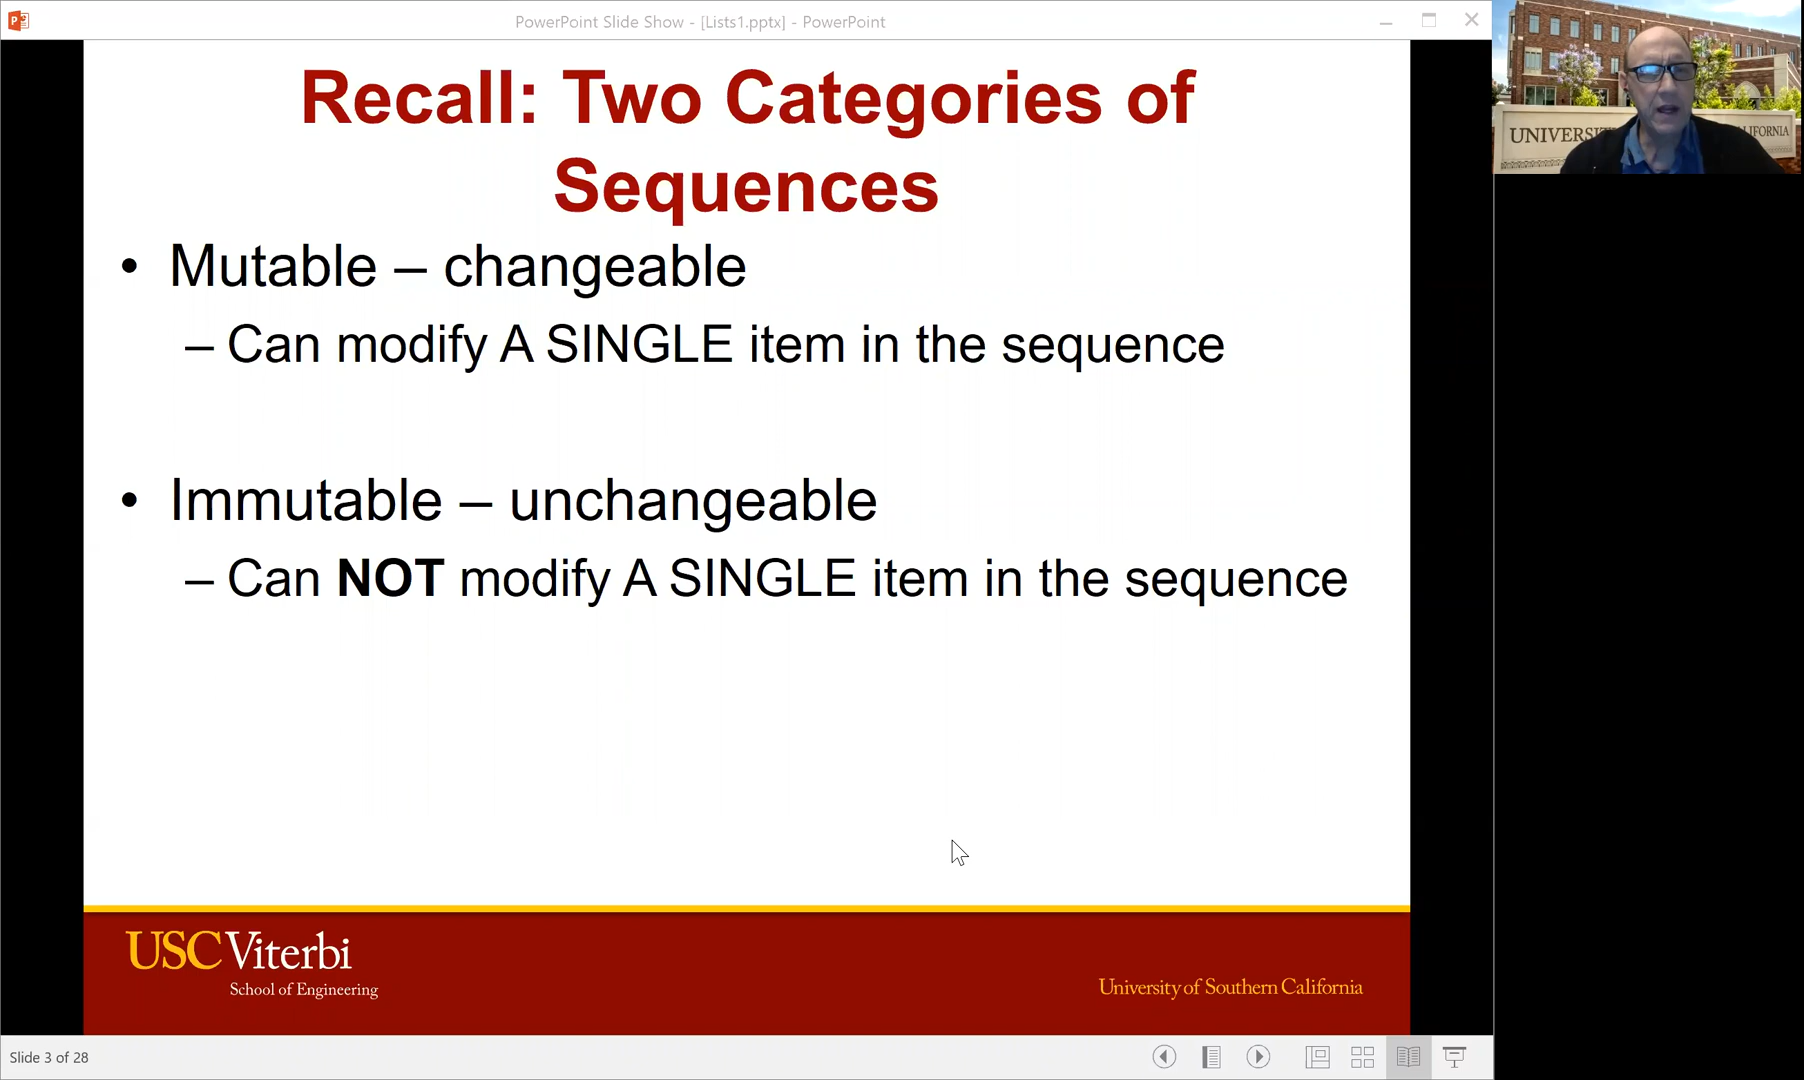 PowerPoint Slide Show - [Lists1.pptx] - PowerPoint
Recall: Two Categories of
Sequences
• Mutable – changeable
– Can modify A SINGLE item in the sequence
• Immutable – unchangeable
– Can NOT modify A SINGLE item in the sequence
USC Viterbi
School of Engineering
University of Southern California
Slide 3 of 28